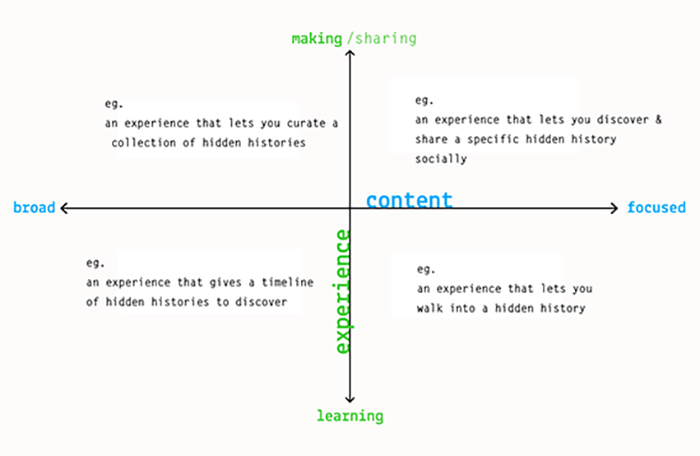 making/sharing
eg.
an experience that lets you curate a
collection of hidden histories
eg.
an experience that lets you discover &
share a specific hidden history
socially
broad
content
focused
experience
eg.
an experience that gives a timeline
of hidden histories to discover
eg.
an experience that lets you
walk into a hidden history
learning